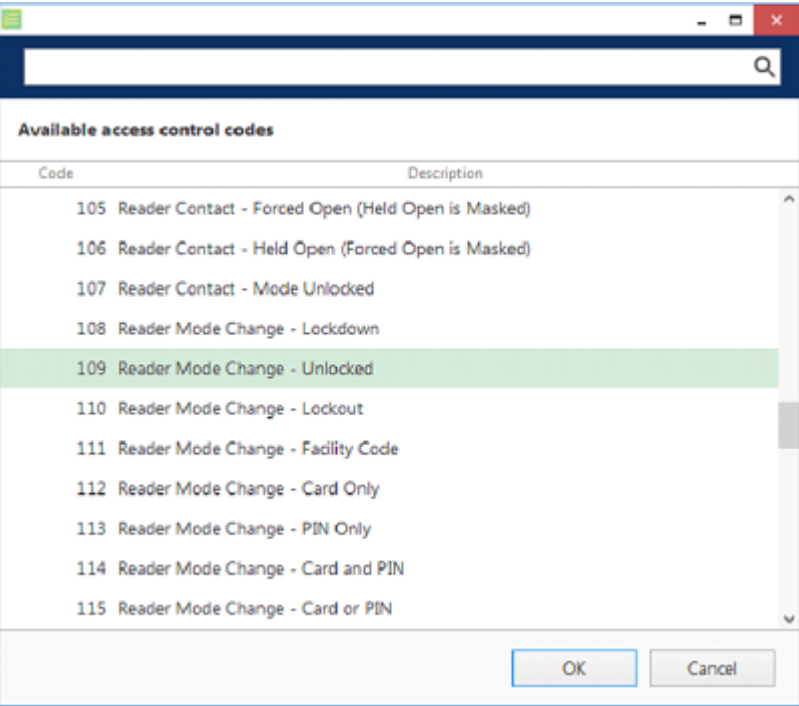 Available access control codes
Code Description
105 Reader Contact - Forced Open (Held Open is Masked)
106 Reader Contact - Held Open (Forced Open is Masked)
107 Reader Contact - Mode Unlocked
108 Reader Mode Change - Lockdown
109 Reader Mode Change - Unlocked
110 Reader Mode Change - Lockout
111 Reader Mode Change - Facility Code
112 Reader Mode Change - Card Only
113 Reader Mode Change - PIN Only
114 Reader Mode Change - Card and PIN
115 Reader Mode Change - Card or PIN
OK Cancel